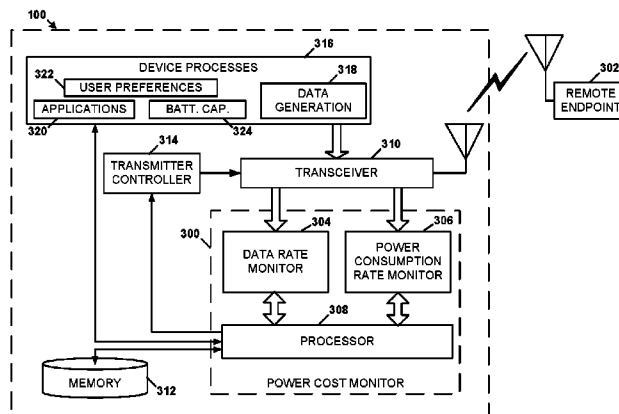 100
316
DEVICE PROCESSES
322
USER PREFERENCES
318
DATA
GENERATION
APPLICATIONS
BATT. CAP.
320
324
302
REMOTE
ENDPOINT
314
TRANSMITTER
CONTROLLER
310
TRANSCEIVER
300
304
DATA RATE
MONITOR
306
POWER
CONSUMPTION
RATE MONITOR
308
PROCESSOR
MEMORY
312
POWER COST MONITOR